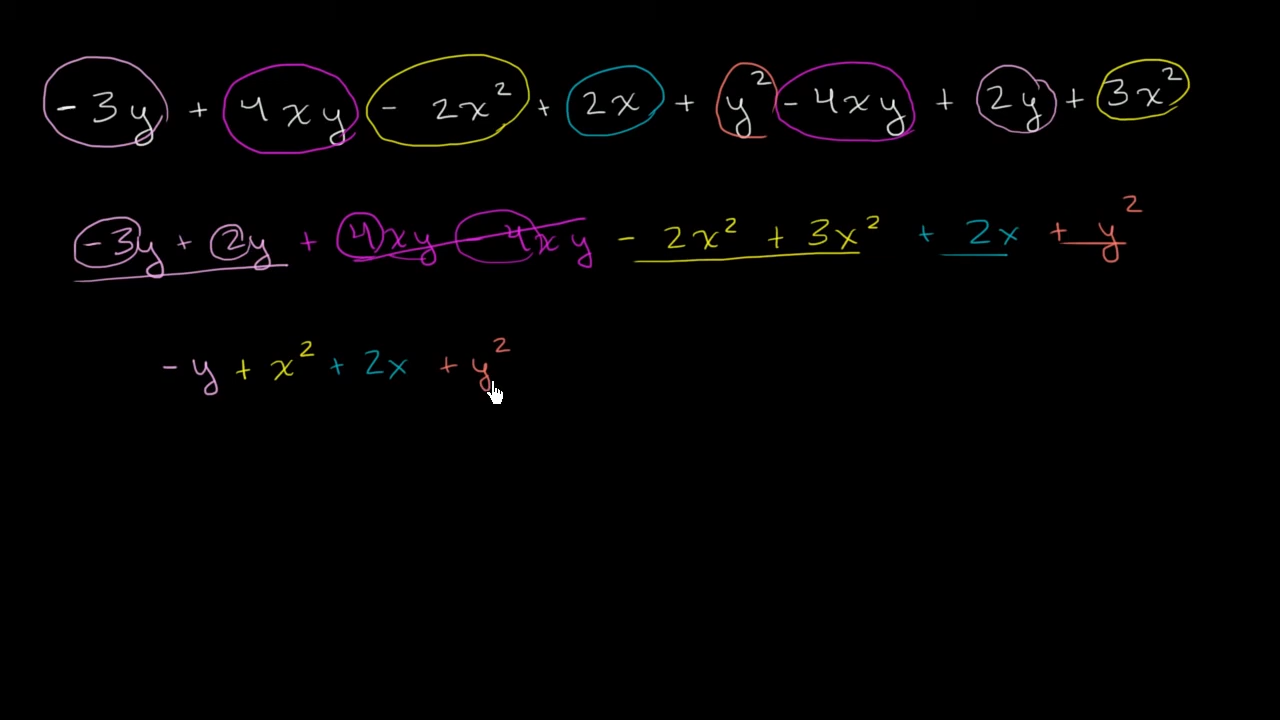 - 3y + 4xy - 2x² + 2x + y² - 4xy + 2y + 3x²
- 3y + 2y + 4xy - 4xy - 2x² + 3x² + 2x + y²
- y + x² + 2x + y²